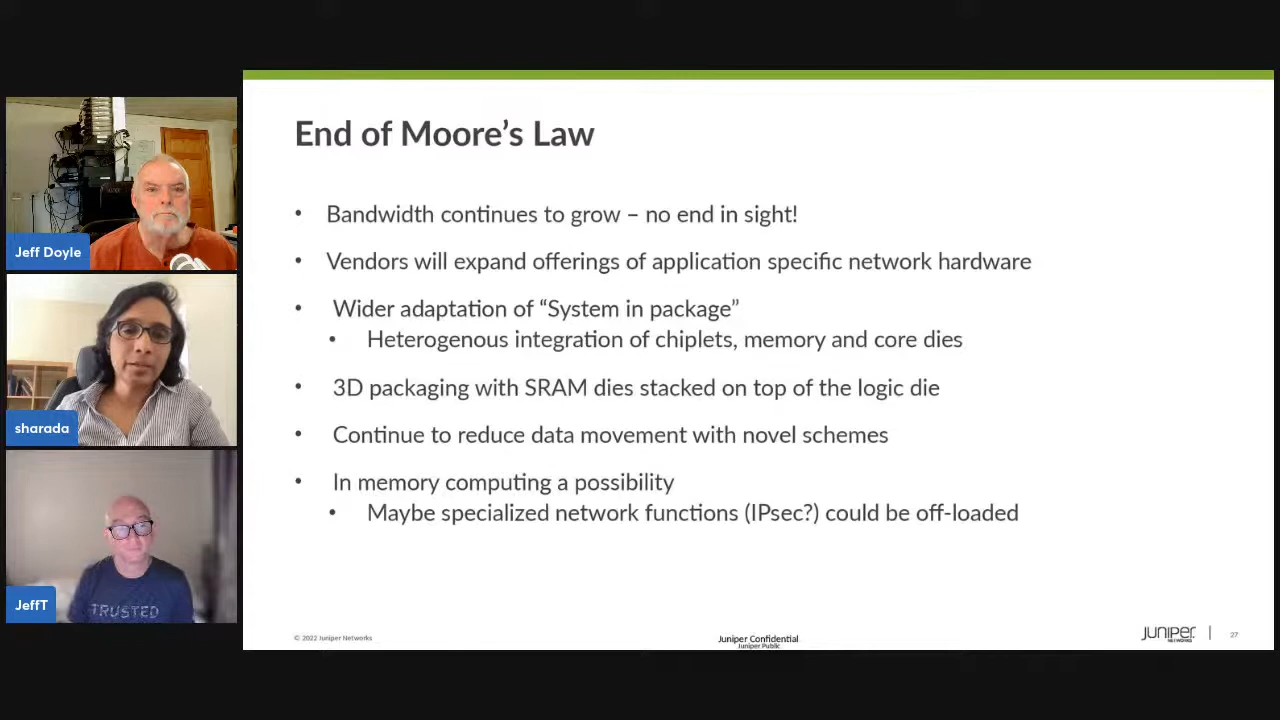 Jeff Doyle
sharada
JeffT
TRUSTED
End of Moore’s Law
• Bandwidth continues to grow – no end in sight!
• Vendors will expand offerings of application specific network hardware
• Wider adaptation of “System in package”
• Heterogenous integration of chiplets, memory and core dies
• 3D packaging with SRAM dies stacked on top of the logic die
• Continue to reduce data movement with novel schemes
• In memory computing a possibility
• Maybe specialized network functions (IPsec?) could be off-loaded
© 2022 Juniper Networks
Juniper Confidential
Juniper Public
JUNIPER
NETWORKS
27